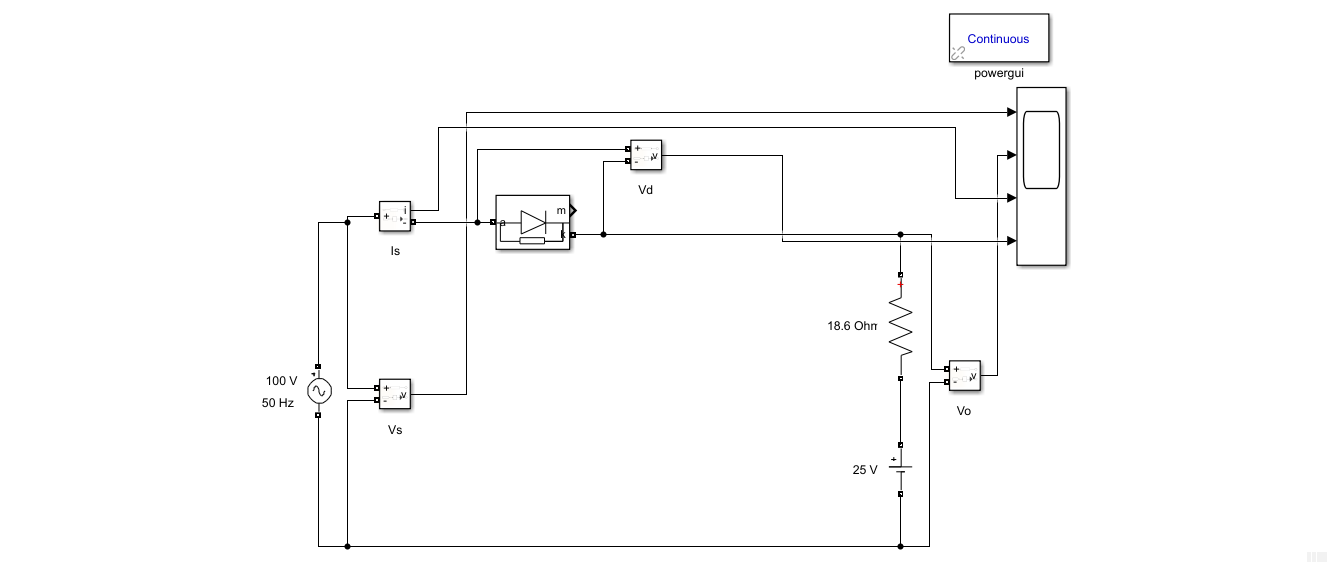 Continuous
powergui
+
-
v
Vd
i
+
-
Is
m
a
k
+
18.6 Ohm
+
-
v
Vo
100 V
50 Hz
+
+
-
v
Vs
+
25 V